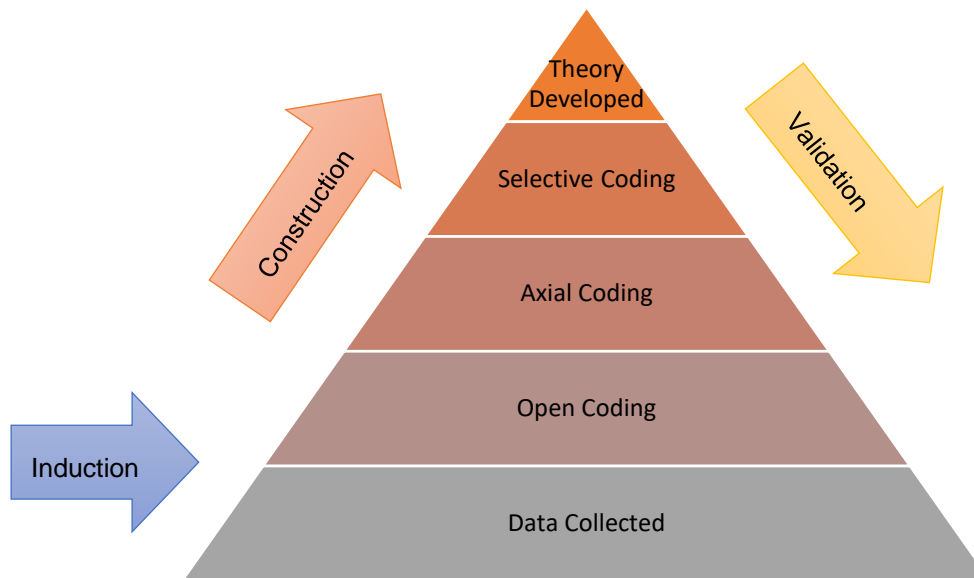 Theory
Developed
Selective Coding
Axial Coding
Open Coding
Data Collected
Induction
Construction
Validation